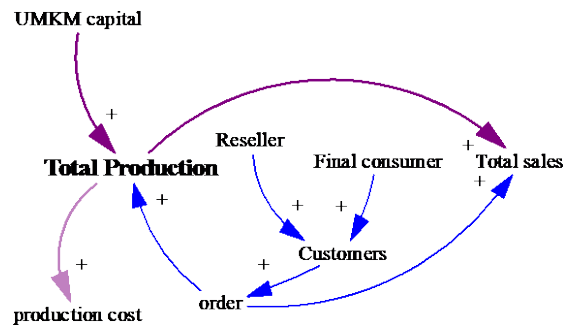 UMKM capital
+
Reseller
+
Total Production
Final consumer
Total sales
+
+
+
+
Customers
+
+
order
production cost